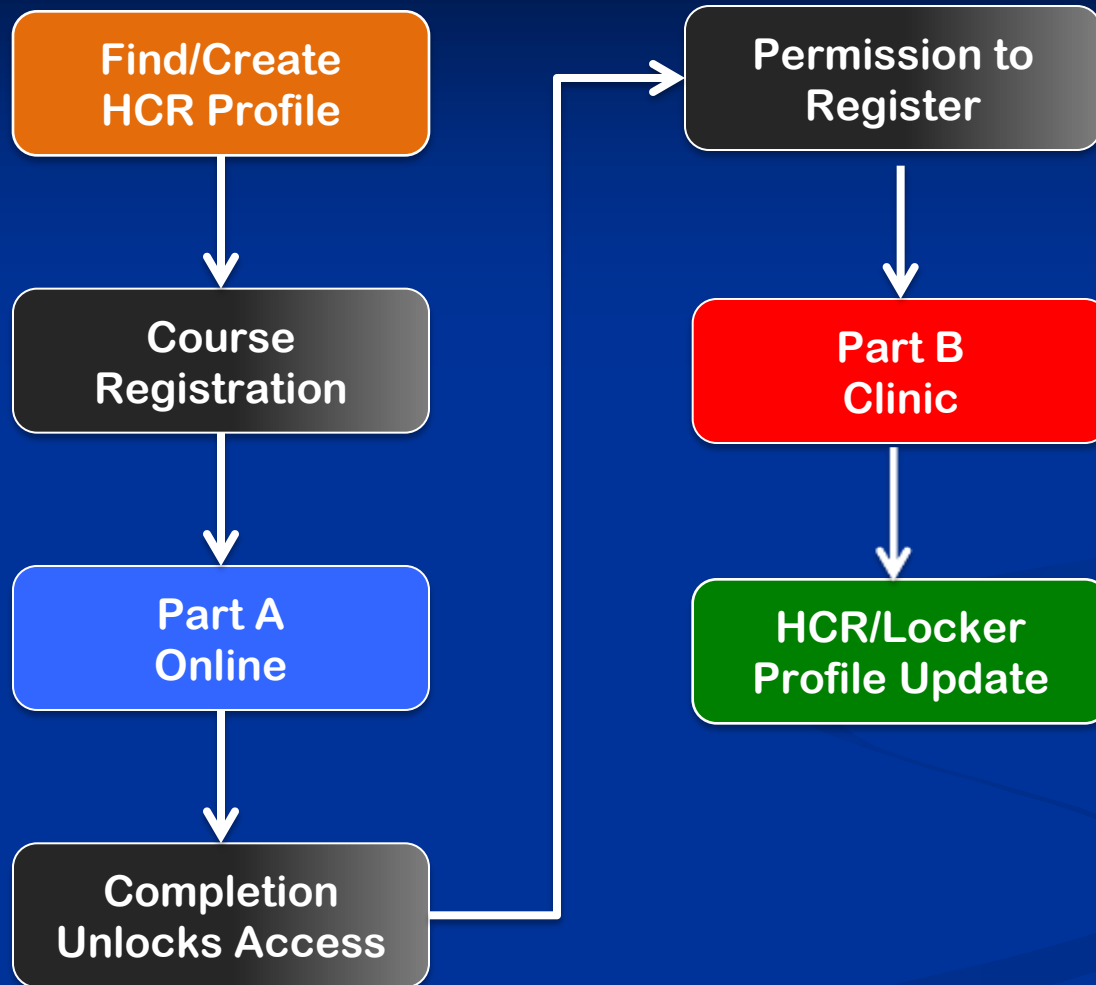 Find/Create
HCR Profile
Course
Registration
Part A
Online
Completion
Unlocks Access
Permission to
Register
Part B
Clinic
HCR/Locker
Profile Update